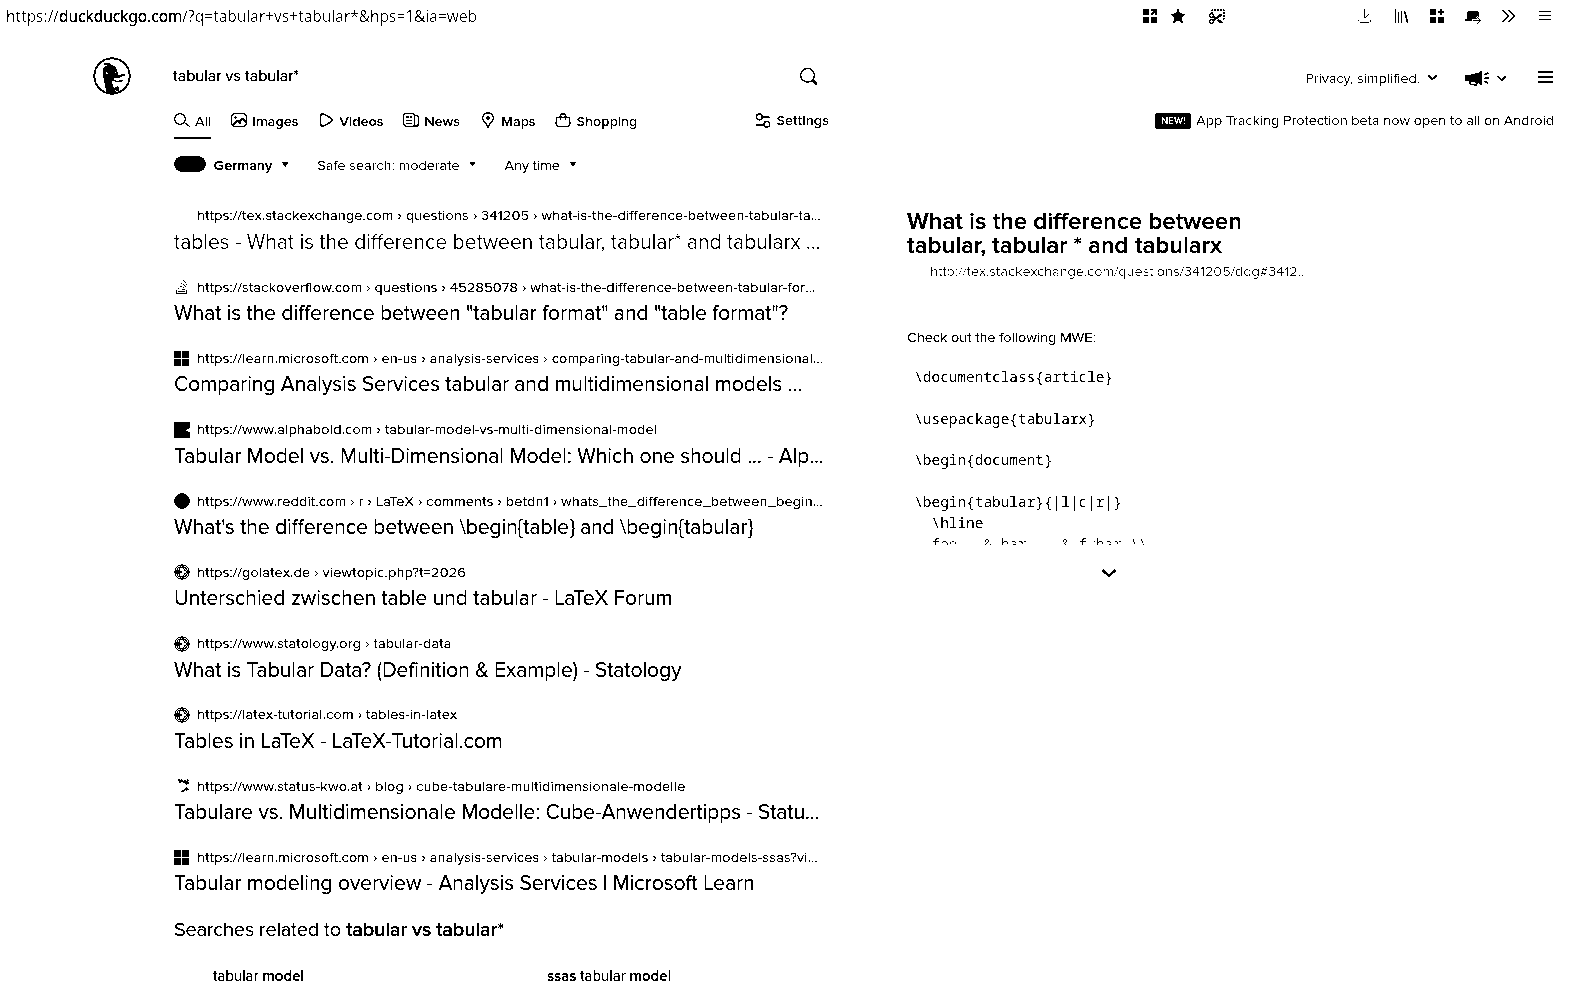 https://duckduckgo.com/?q=tabular+vs+tabular*&hps=1&ia=web
tabular vs tabular*
Privacy, simplified.
All Images Videos News Maps Shopping Settings
NEW! App Tracking Protection beta now open to all on Android
Germany Safe search: moderate Any time
https://tex.stackexchange.com › questions › 341205 › what-is-the-difference-between-tabular-ta...
tables - What is the difference between tabular, tabular* and tabularx ...
https://stackoverflow.com › questions › 45285078 › what-is-the-difference-between-tabular-for...
What is the difference between "tabular format" and "table format"?
https://learn.microsoft.com › en-us › analysis-services › comparing-tabular-and-multidimensional...
Comparing Analysis Services tabular and multidimensional models ...
https://www.alphabold.com › tabular-model-vs-multi-dimensional-model
Tabular Model vs. Multi-Dimensional Model: Which one should ... - Alp...
https://www.reddit.com › r › LaTeX › comments › betdn1 › whats_the_difference_between_begin...
What's the difference between \begin{table} and \begin{tabular}
https://golatex.de › viewtopic.php?t=2026
Unterschied zwischen table und tabular - LaTeX Forum
https://www.statology.org › tabular-data
What is Tabular Data? (Definition & Example) - Statology
https://latex-tutorial.com › tables-in-latex
Tables in LaTeX - LaTeX-Tutorial.com
https://www.status-kwo.at › blog › cube-tabulare-multidimensionale-modelle
Tabulare vs. Multidimensionale Modelle: Cube-Anwendertipps - Statu...
https://learn.microsoft.com › en-us › analysis-services › tabular-models › tabular-models-ssas?vi...
Tabular modeling overview - Analysis Services | Microsoft Learn
Searches related to tabular vs tabular*
tabular model
ssas tabular model
What is the difference between
tabular, tabular * and tabularx
Check out the following MWE:
\documentclass{article}
\usepackage{tabularx}
\begin{document}
\begin{tabular}{|l|c|r|}
\hline